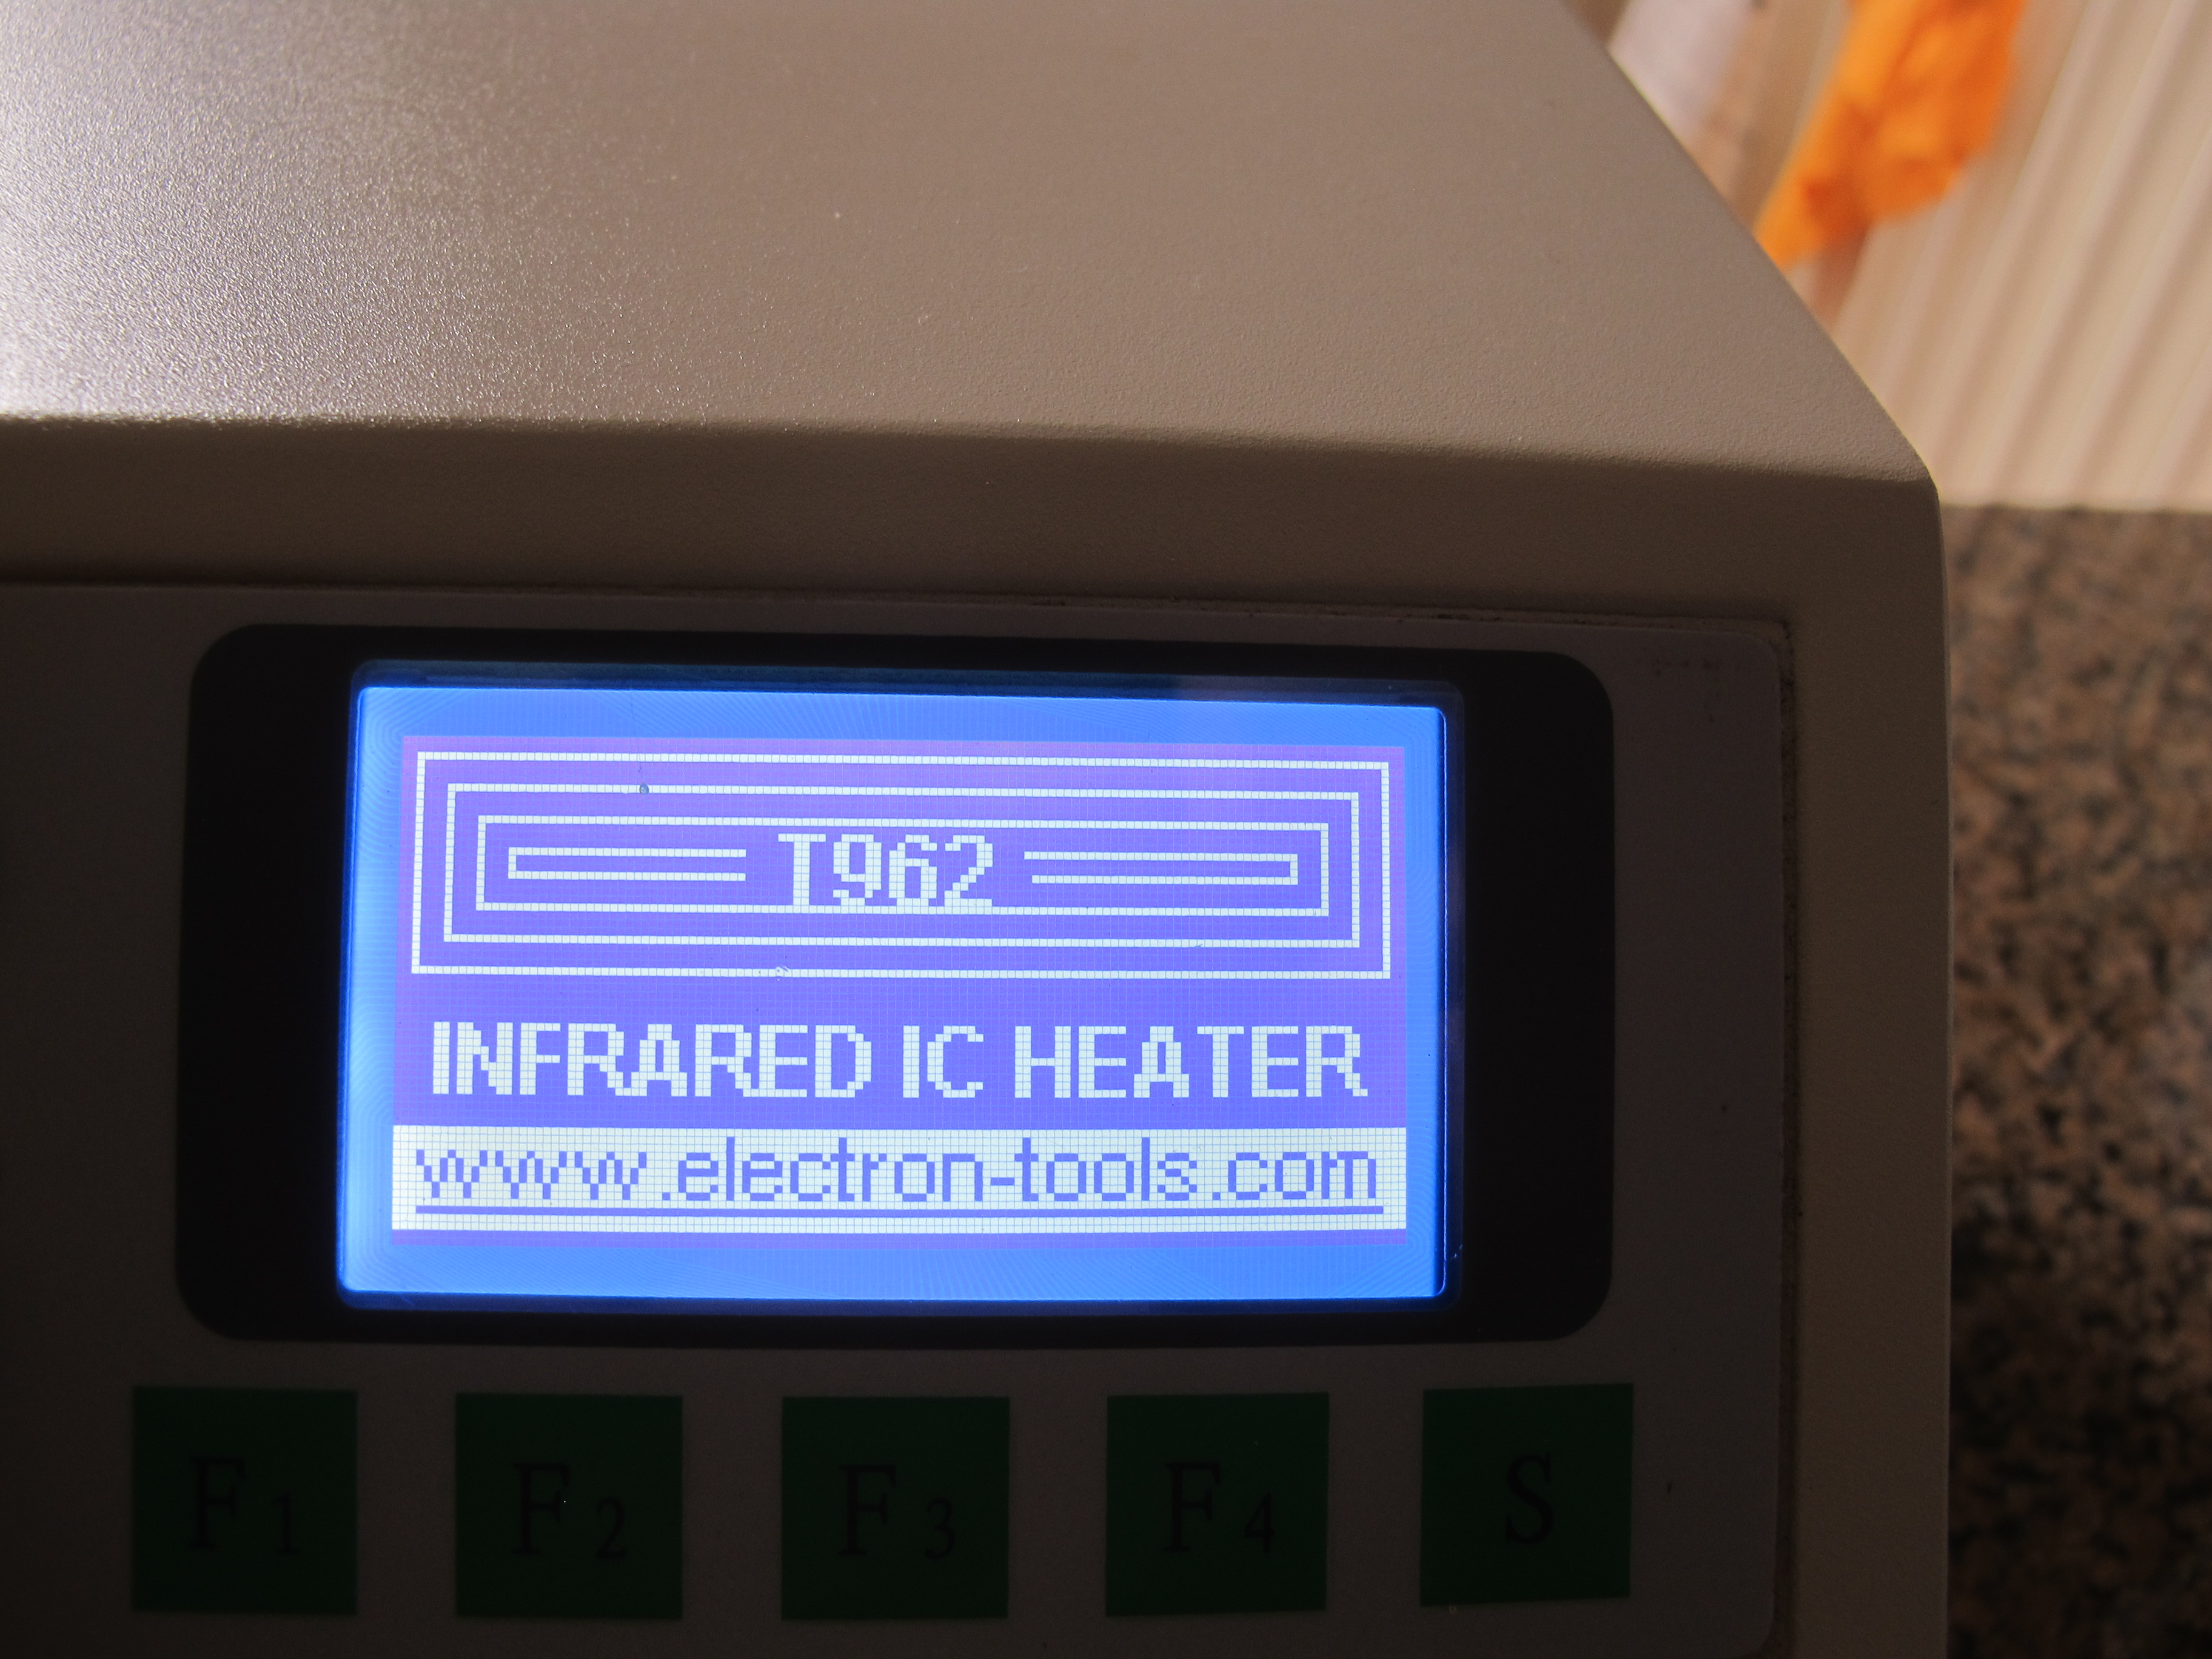 T962
INFRARED IC HEATER
www.electron-tools.com
F1 F2 F3 F4 S